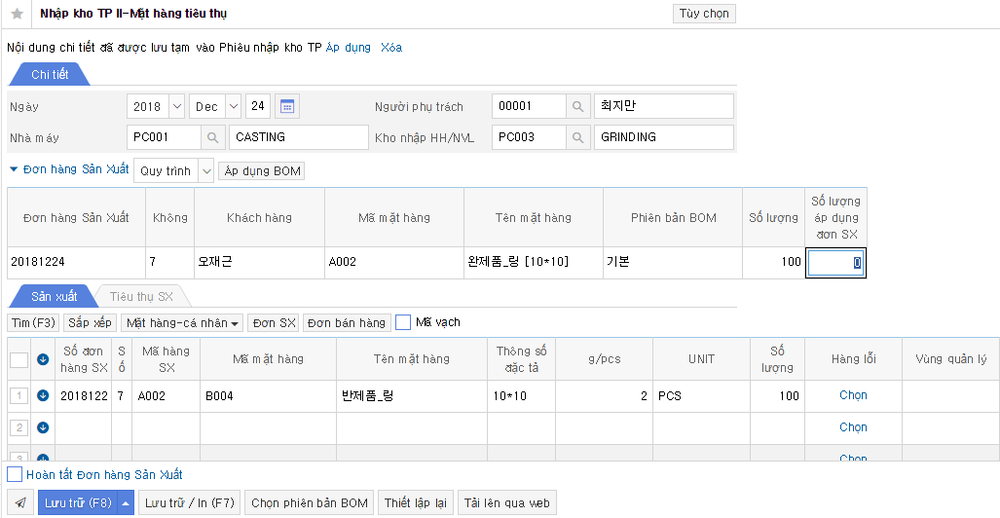 Nhập kho TP II-Mặt hàng tiêu thụ Tùy chọn
Nội dung chi tiết đã được lưu tạm vào Phiếu nhập kho TP Áp dụng Xóa
Chi tiết
Ngày 2018 Dec 24 Người phụ trách 00001 최지만
Nhà máy PC001 CASTING Kho nhập HH/NVL PC003 GRINDING
Đơn hàng Sản Xuất Quy trình Áp dụng BOM
Đơn hàng Sản Xuất Không Khách hàng Mã mặt hàng Tên mặt hàng Phiên bản BOM Số lượng Số lượng áp dụng đơn SX
20181224 7 오재근 A002 완제품_링 [10*10] 기본 100 0
Sản xuất Tiêu thụ SX
Tìm (F3) Sắp xếp Mặt hàng-cá nhân Đơn SX Đơn bán hàng Mã vạch
Số đơn hàng SX Số Mã hàng SX Mã mặt hàng Tên mặt hàng Thông số đặc tả g/pcs UNIT Số lượng Hàng lỗi Vùng quản lý
1 2018122 7 A002 B004 반제품_링 10*10 2 PCS 100 Chọn
2 Chọn
3 Chọn
Hoàn tất Đơn hàng Sản Xuất
Lưu trữ (F8) Lưu trữ / In (F7) Chọn phiên bản BOM Thiết lập lại Tải lên qua web